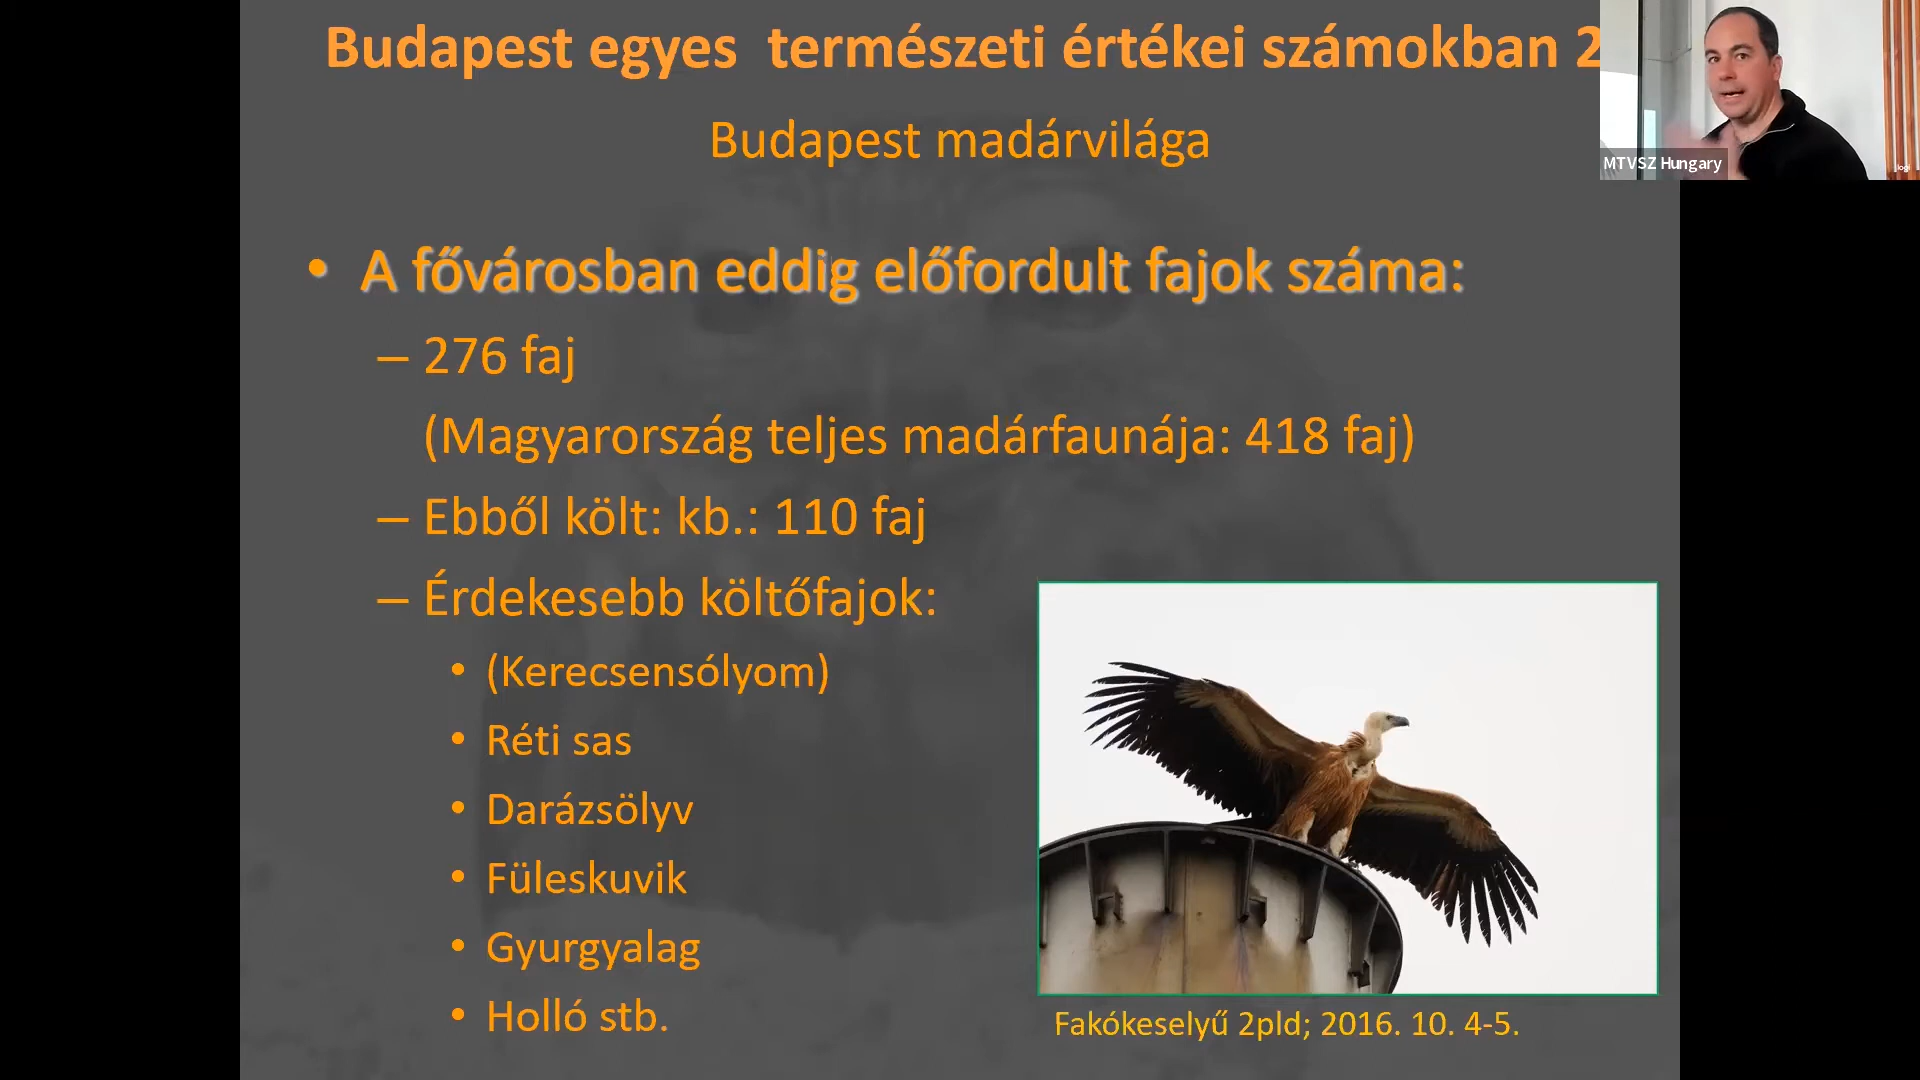 Budapest egyes természeti értékei számokban 2
MTVSZ Hungary
logi
Budapest madárvilága
• A fővárosban eddig előfordult fajok száma:
– 276 faj
(Magyarország teljes madárfaunája: 418 faj)
– Ebből költ: kb.: 110 faj
– Érdekesebb költőfajok:
• (Kerecsensólyom)
• Réti sas
• Darázsölyv
• Füleskuvik
• Gyurgyalag
• Holló stb.
Fakókeselyű 2pld; 2016. 10. 4-5.